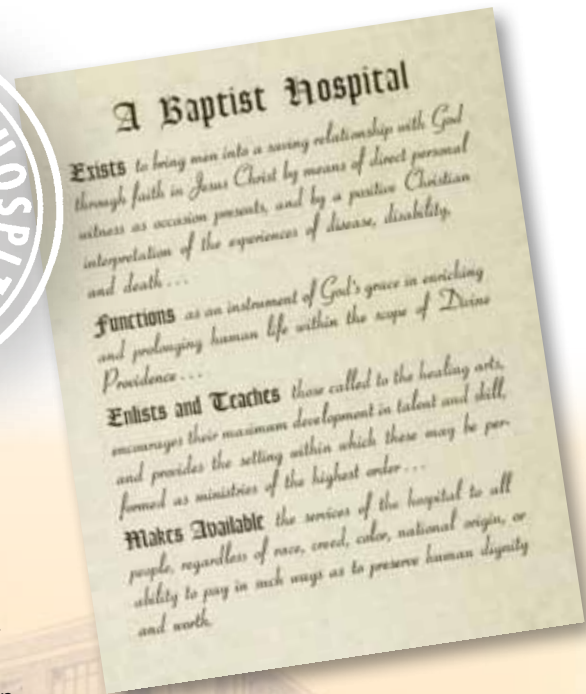 HOSPIT
A Baptist Hospital
Exists to bring men into a saving relationship with God
through faith in Jesus Christ by means of direct personal
witness as occasion presents, and by a positive Christian
interpretation of the experiences of disease, disability,
and death...
Functions as an instrument of God's grace in enriching
and prolonging human life within the scope of Divine
Providence...
Enlists and Teaches those called to the healing arts,
encourages their maximum development in talent and skill,
and provides the setting within which these may be per-
formed as ministries of the highest order...
Makes Available the services of the hospital to all
people, regardless of race, creed, color, national origin, or
ability to pay in such ways as to preserve human dignity
and worth.